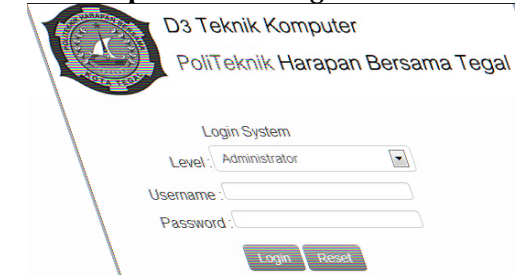 D3 Teknik Komputer
PoliTeknik Harapan Bersama Tegal
Login System
Level : Administrator
Username :
Password :
Login Reset